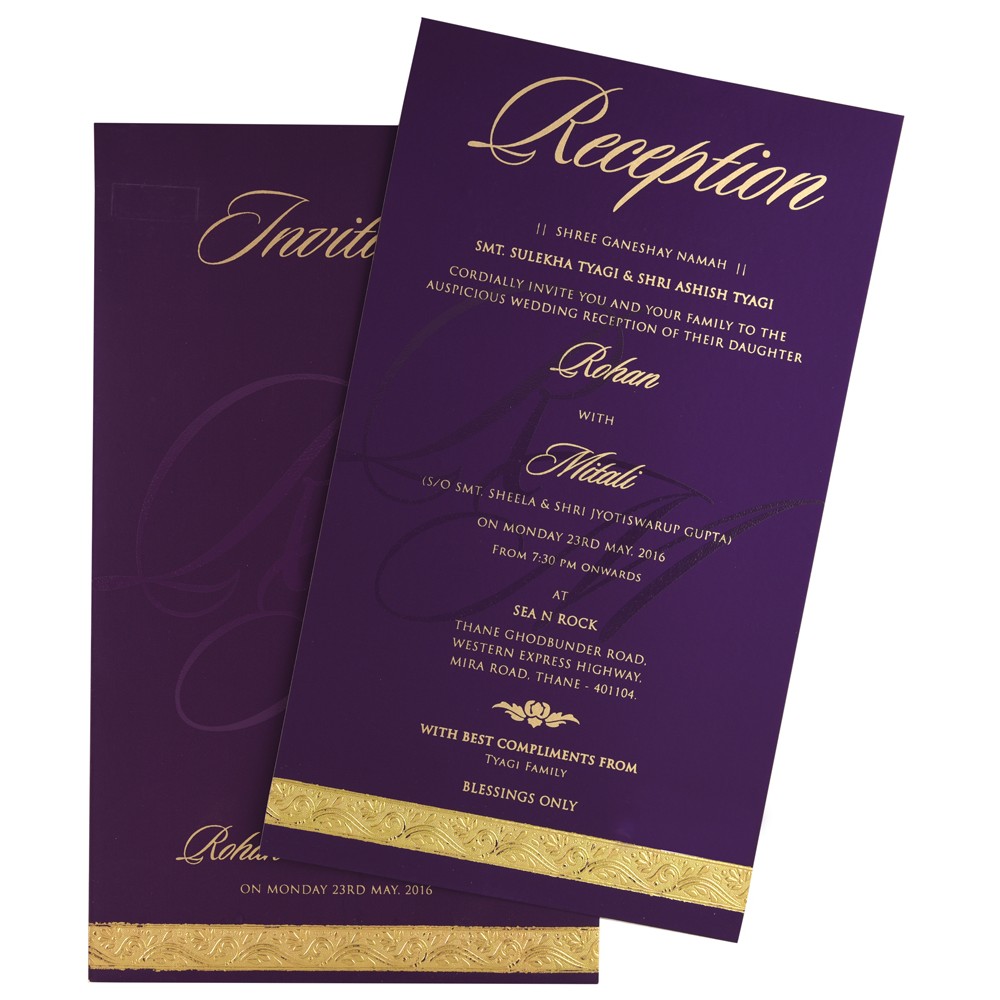 Reception
|| SHREE GANESHAY NAMAH ||
SMT. SULEKHA TYAGI & SHRI ASHISH TYAGI
CORDIALLY INVITE YOU AND YOUR FAMILY TO THE
AUSPICIOUS WEDDING RECEPTION OF THEIR DAUGHTER
Rohan
WITH
Mitali
(S/O SMT. SHEELA & SHRI JYOTISWARUP GUPTA)
ON MONDAY 23RD MAY, 2016
FROM 7:30 PM ONWARDS
AT
SEA N ROCK
THANE GHODBUNDER ROAD,
WESTERN EXPRESS HIGHWAY,
MIRA ROAD, THANE - 401104.
WITH BEST COMPLIMENTS FROM
TYAGI FAMILY
BLESSINGS ONLY
Invit
Rohan
ON MONDAY 23RD MAY, 2016